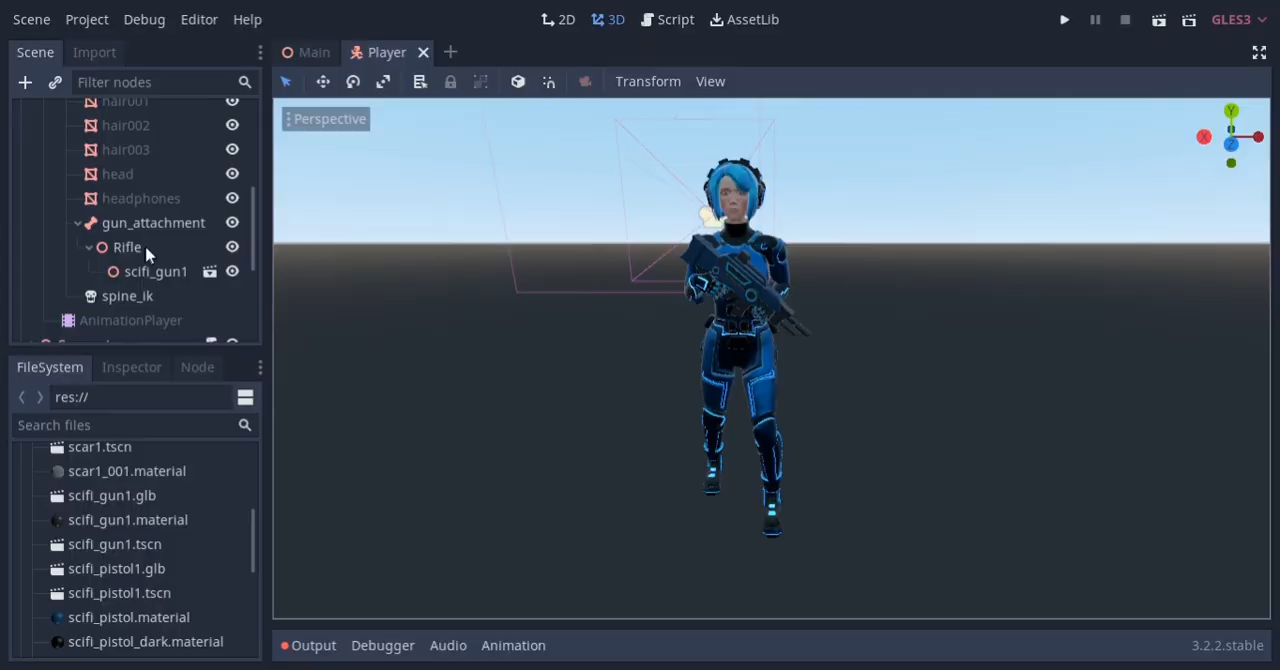 Scene Project Debug Editor Help 2D 3D Script AssetLib GLES3
Scene Import Main Player
Filter nodes Transform View
hair001
hair002
hair003
head
headphones
gun_attachment
Rifle
scifi_gun1
spine_ik
AnimationPlayer
Perspective
Y
X
Z
FileSystem Inspector Node
res://
Search files
scar1.tscn
scar1_001.material
scifi_gun1.glb
scifi_gun1.material
scifi_gun1.tscn
scifi_pistol1.glb
scifi_pistol1.tscn
scifi_pistol.material
scifi_pistol_dark.material
Output Debugger Audio Animation 3.2.2.stable